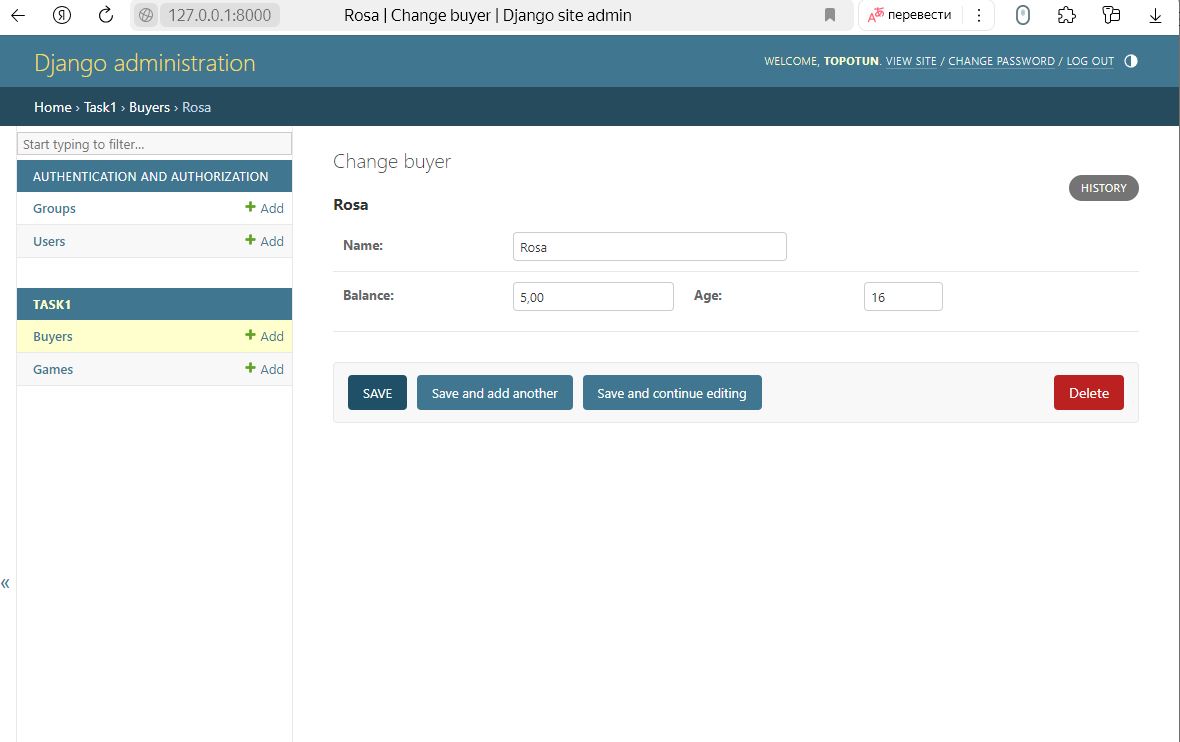 127.0.0.1:8000 Rosa | Change buyer | Django site admin перевести
Django administration
WELCOME, TOPOTUN. VIEW SITE / CHANGE PASSWORD / LOG OUT
Home › Task1 › Buyers › Rosa
Start typing to filter...
AUTHENTICATION AND AUTHORIZATION
Groups + Add
Users + Add
TASK1
Buyers + Add
Games + Add
«
Change buyer
HISTORY
Rosa
Name: Rosa
Balance: 5,00 Age: 16
SAVE Save and add another Save and continue editing Delete